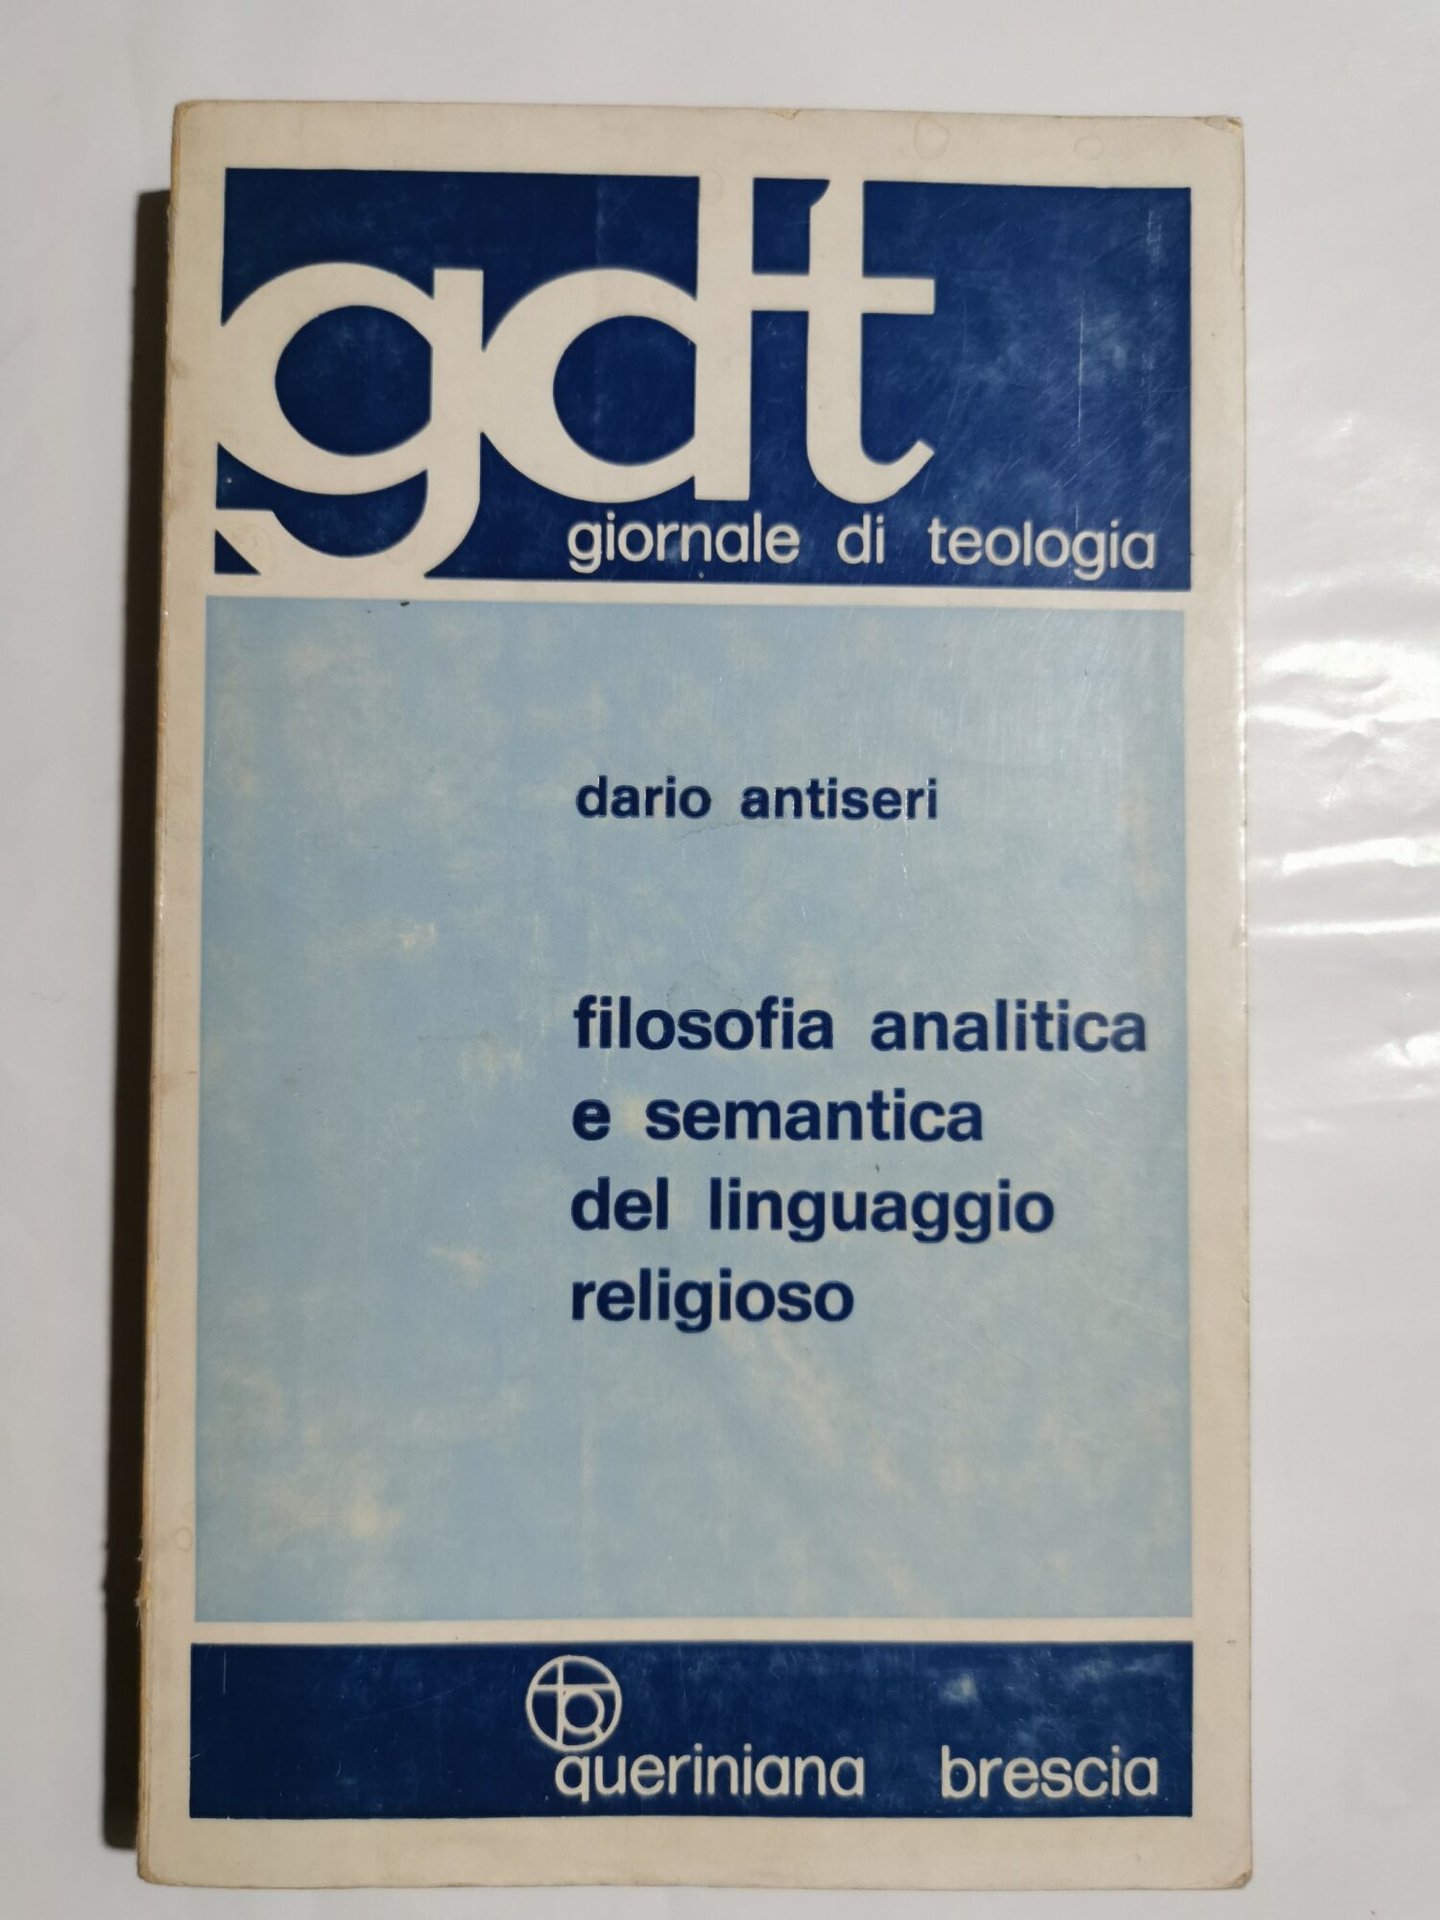 gdt
giornale di teologia
dario antiseri
filosofia analitica
e semantica
del linguaggio
religioso
queriniana brescia